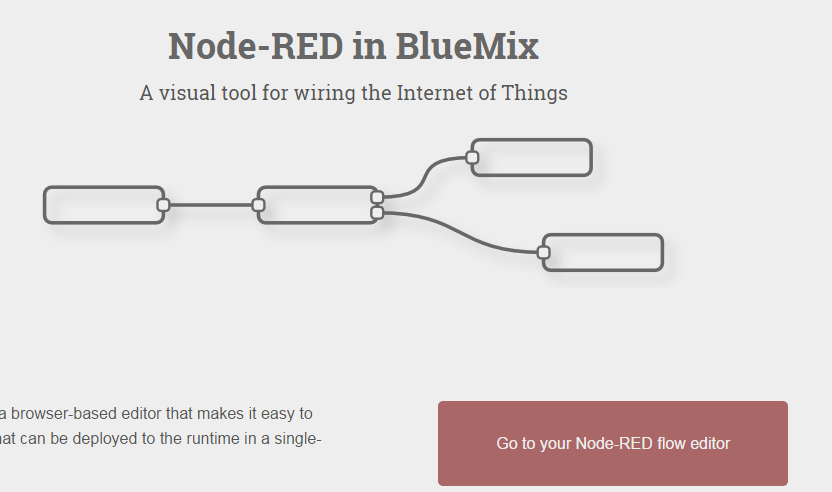 Node-RED in BlueMix
A visual tool for wiring the Internet of Things
a browser-based editor that makes it easy to
can be deployed to the runtime in a single-
Go to your Node-RED flow editor